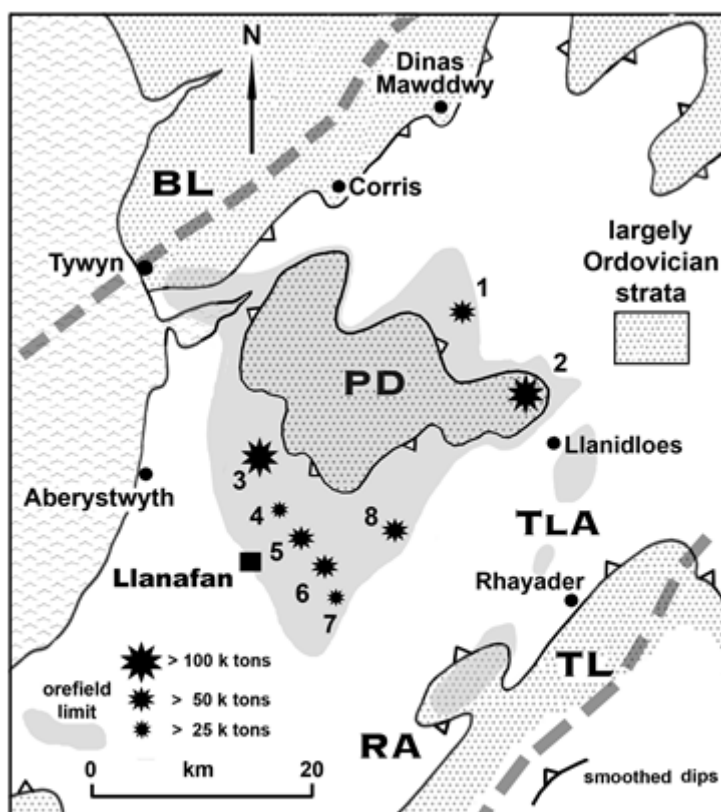 N
Dinas
Mawddwy
BL
Corris
Tywyn
largely
Ordovician
strata
1
2
PD
Llanidloes
3
Aberystwyth
4
8
TLA
5
Llanafan
6
Rhayader
7
> 100 k tons
TL
orefield
limit
> 50 k tons
> 25 k tons
RA
0
km
20
smoothed dips